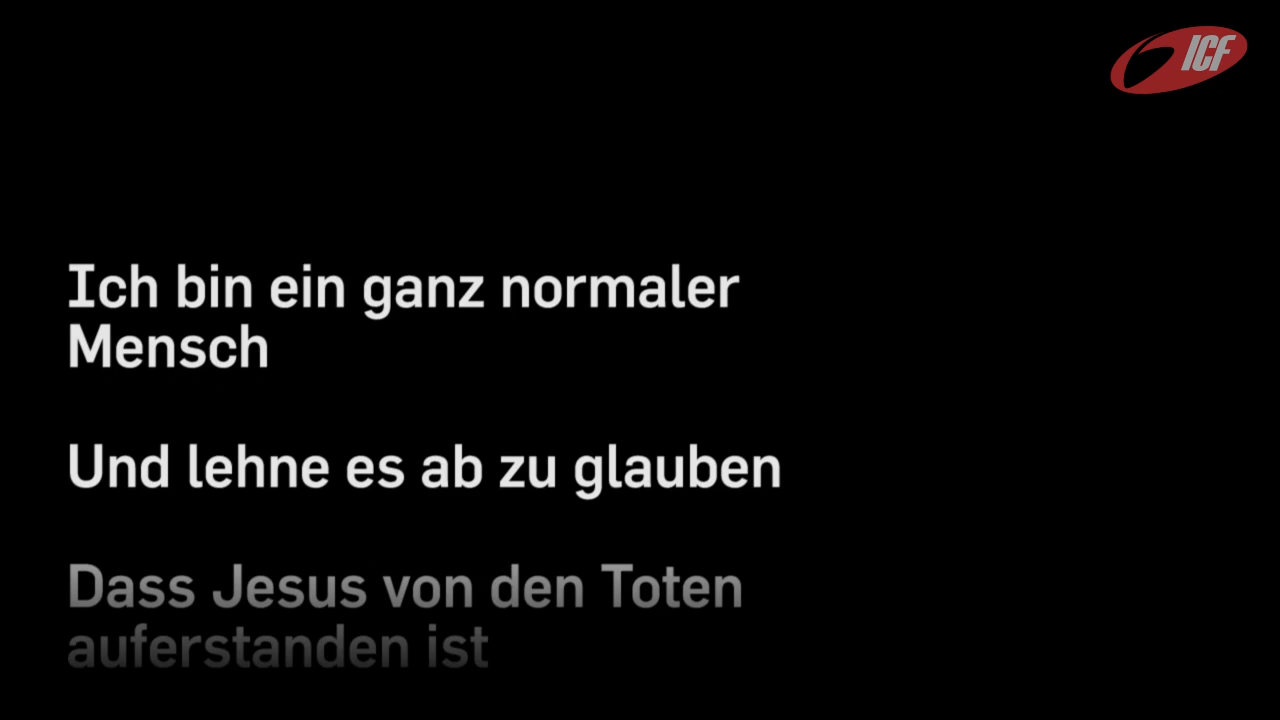 ICF
Ich bin ein ganz normaler
Mensch
Und lehne es ab zu glauben
Dass Jesus von den Toten
auferstanden ist